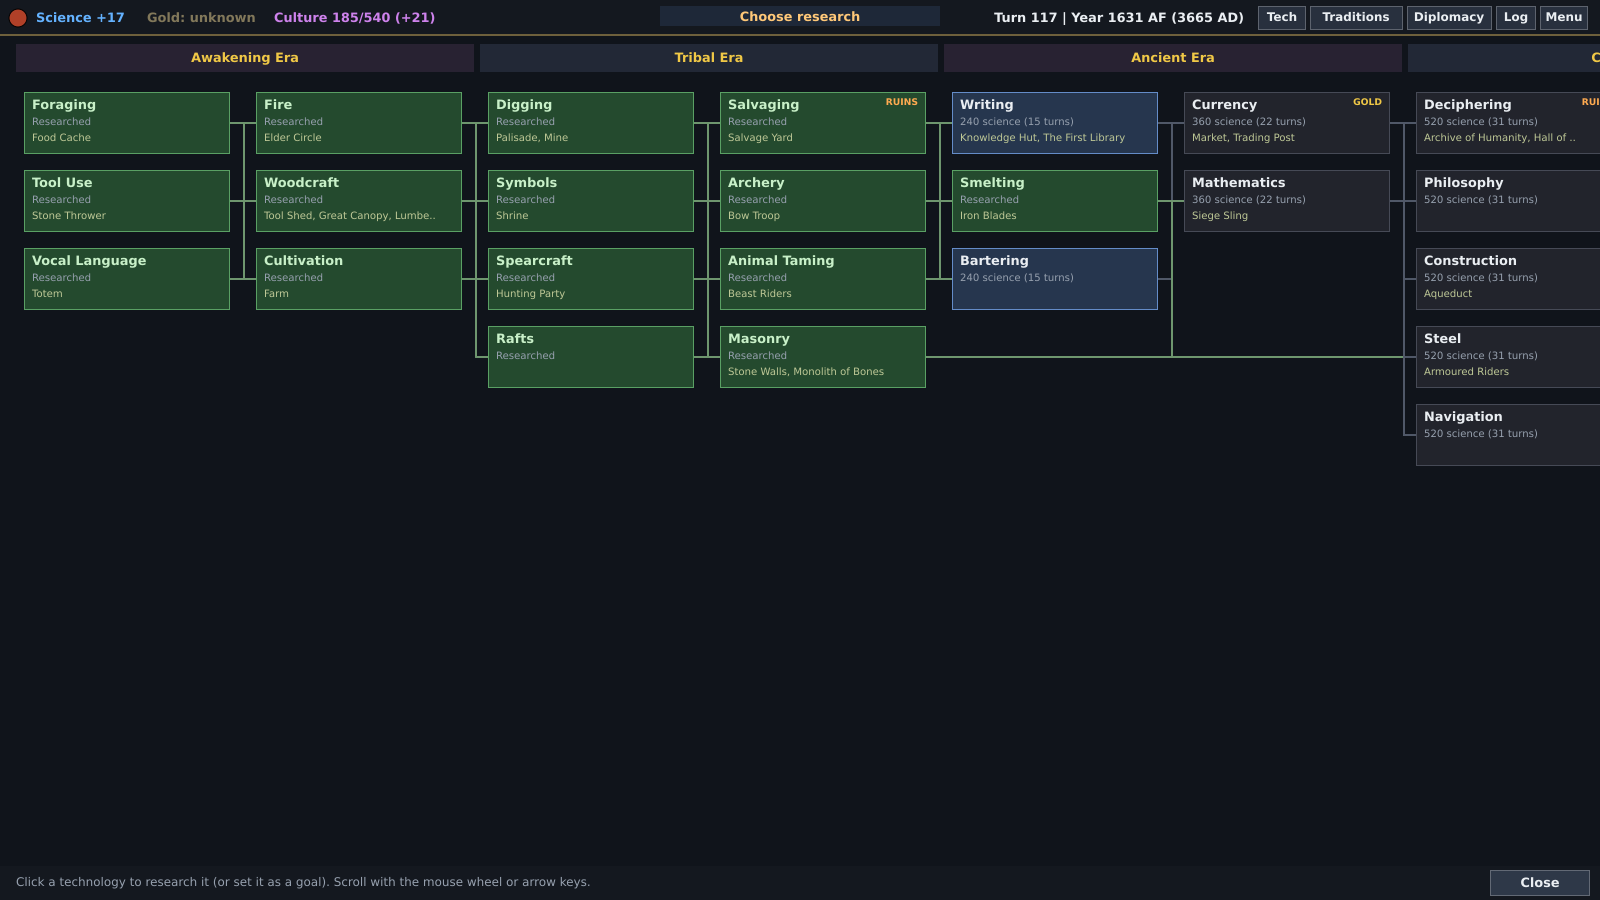 Science +17 Gold: unknown Culture 185/540 (+21) Choose research Turn 117 | Year 1631 AF (3665 AD) Tech Traditions Diplomacy Log Menu
Awakening Era Tribal Era Ancient Era C
Foraging
Researched
Food Cache
Fire
Researched
Elder Circle
Digging
Researched
Palisade, Mine
Salvaging RUINS
Researched
Salvage Yard
Writing
240 science (15 turns)
Knowledge Hut, The First Library
Currency GOLD
360 science (22 turns)
Market, Trading Post
Deciphering RUI
520 science (31 turns)
Archive of Humanity, Hall of ..
Tool Use
Researched
Stone Thrower
Woodcraft
Researched
Tool Shed, Great Canopy, Lumbe..
Symbols
Researched
Shrine
Archery
Researched
Bow Troop
Smelting
Researched
Iron Blades
Mathematics
360 science (22 turns)
Siege Sling
Philosophy
520 science (31 turns)
Vocal Language
Researched
Totem
Cultivation
Researched
Farm
Spearcraft
Researched
Hunting Party
Animal Taming
Researched
Beast Riders
Bartering
240 science (15 turns)
Construction
520 science (31 turns)
Aqueduct
Rafts
Researched
Masonry
Researched
Stone Walls, Monolith of Bones
Steel
520 science (31 turns)
Armoured Riders
Navigation
520 science (31 turns)
Click a technology to research it (or set it as a goal). Scroll with the mouse wheel or arrow keys.
Close